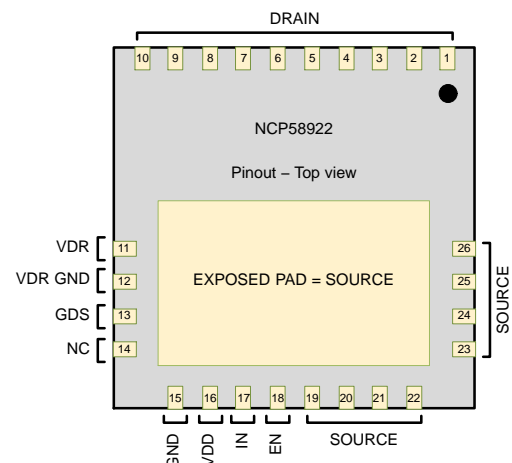 DRAIN
10 9 8 7 6 5 4 3 2 1
NCP58922
Pinout – Top view
VDR 11 26
VDR GND 12 EXPOSED PAD = SOURCE 25
GDS 13 24
NC 14 23
SOURCE
15 16 17 18 19 20 21 22
GND VDD IN EN SOURCE